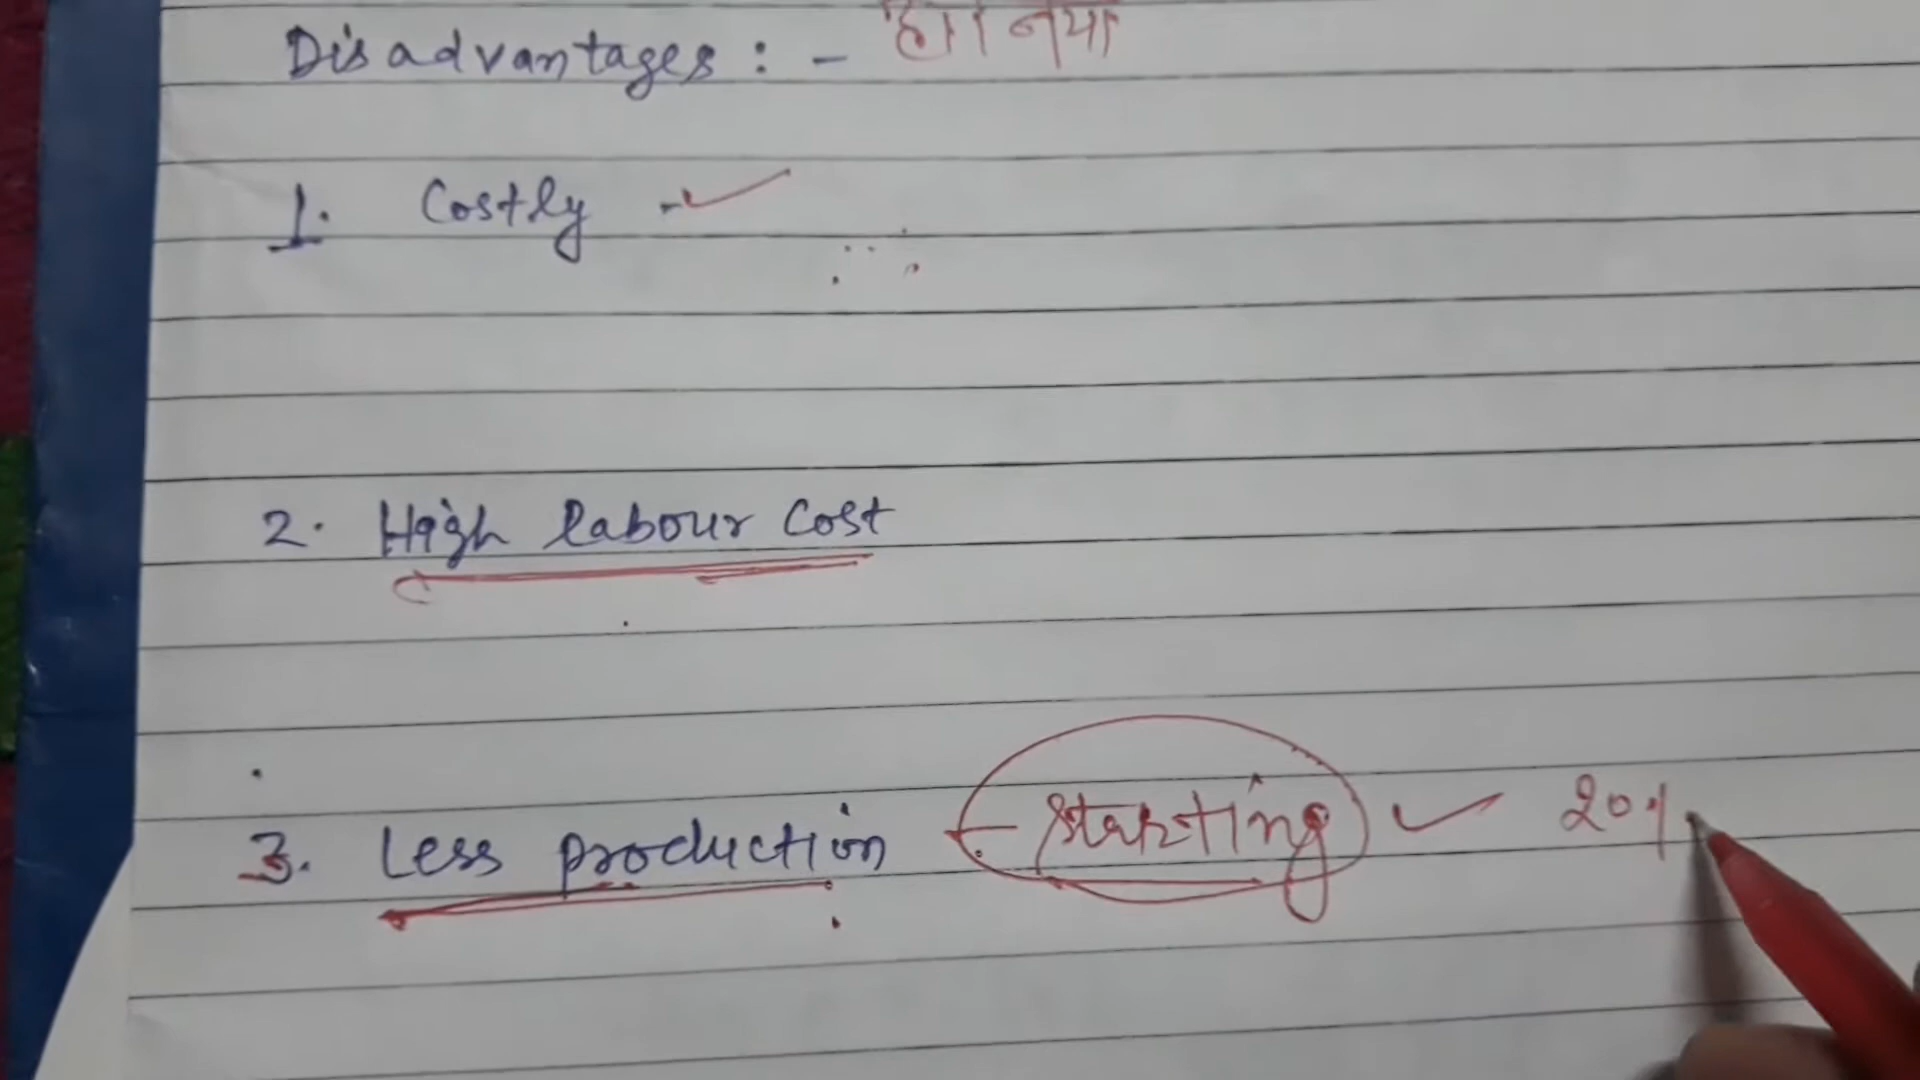 Disadvantages : -
1. Costly -
2. High labour cost
3. Less production - starting 20%